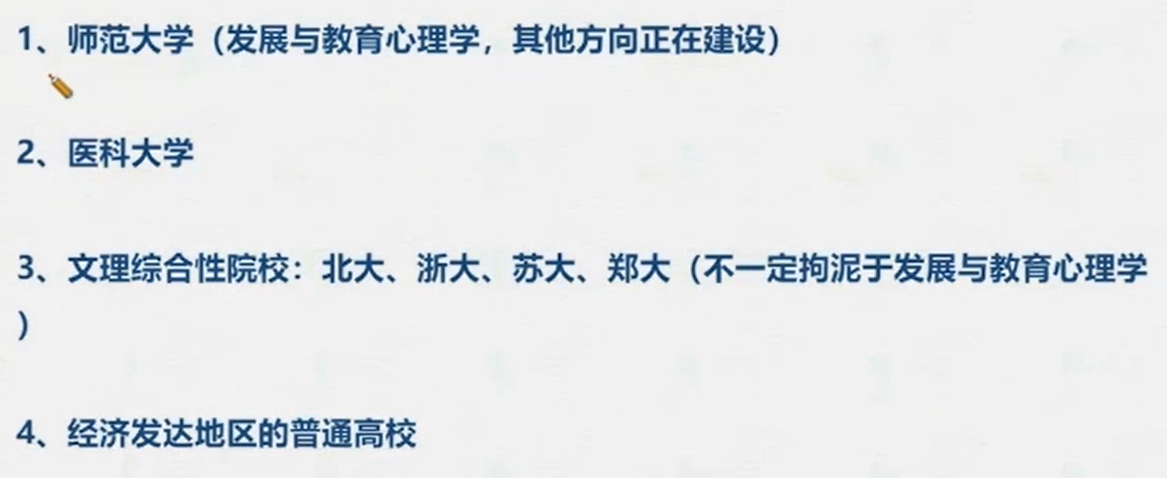 1、师范大学（发展与教育心理学，其他方向正在建设）
2、医科大学
3、文理综合性院校：北大、浙大、苏大、郑大（不一定拘泥于发展与教育心理学
）
4、经济发达地区的普通高校